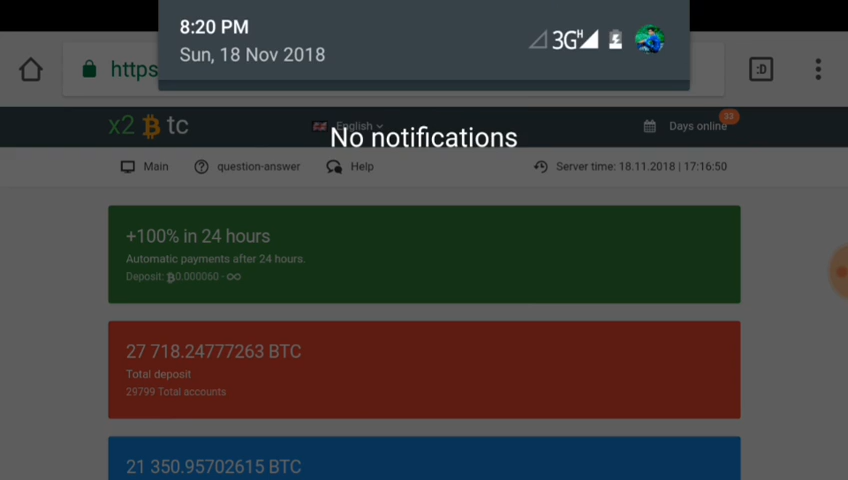 8:20 PM
3G H
Sun, 18 Nov 2018
https
:D
x2 ₿ tc
English
Days online
33
No notifications
Main
question-answer
Help
Server time: 18.11.2018 | 17:16:50
+100% in 24 hours
Automatic payments after 24 hours.
Deposit: ₿0.000060 - ∞
27 718.24777263 BTC
Total deposit
29799 Total accounts
21 350.95702615 BTC